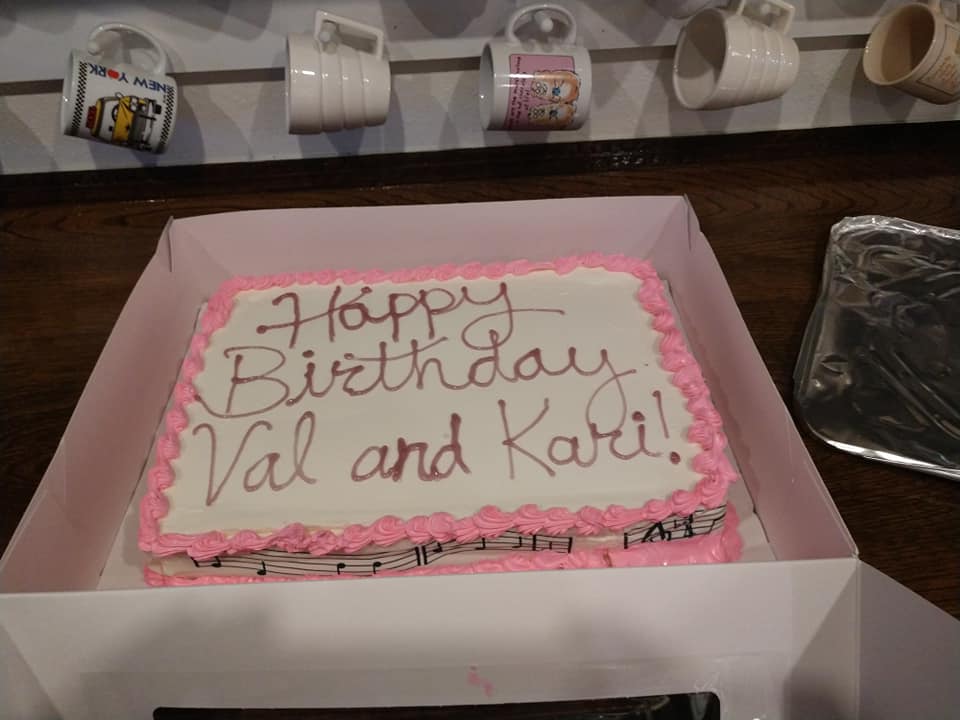 NEW YORK
Happy
Birthday
Val and Kari!